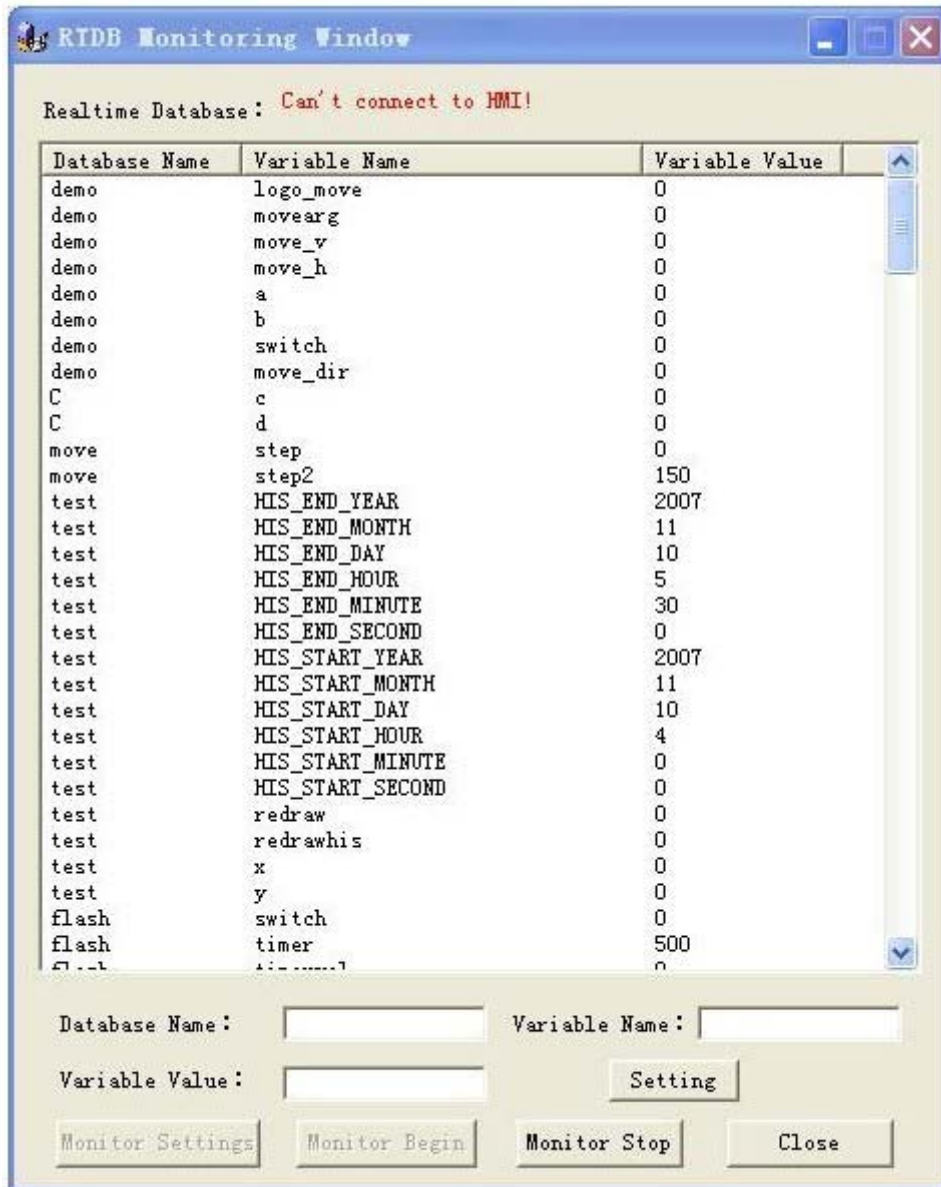 RTDB Monitoring Window
Realtime Database: Can't connect to HMI!
Database Name Variable Name Variable Value
demo logo_move 0
demo movearg 0
demo move_v 0
demo move_h 0
demo a 0
demo b 0
demo switch 0
demo move_dir 0
C c 0
C d 0
move step 0
move step2 150
test HIS_END_YEAR 2007
test HIS_END_MONTH 11
test HIS_END_DAY 10
test HIS_END_HOUR 5
test HIS_END_MINUTE 30
test HIS_END_SECOND 0
test HIS_START_YEAR 2007
test HIS_START_MONTH 11
test HIS_START_DAY 10
test HIS_START_HOUR 4
test HIS_START_MINUTE 0
test HIS_START_SECOND 0
test redraw 0
test redrawhis 0
test x 0
test y 0
flash switch 0
flash timer 500
Database Name: Variable Name:
Variable Value: Setting
Monitor Settings Monitor Begin Monitor Stop Close